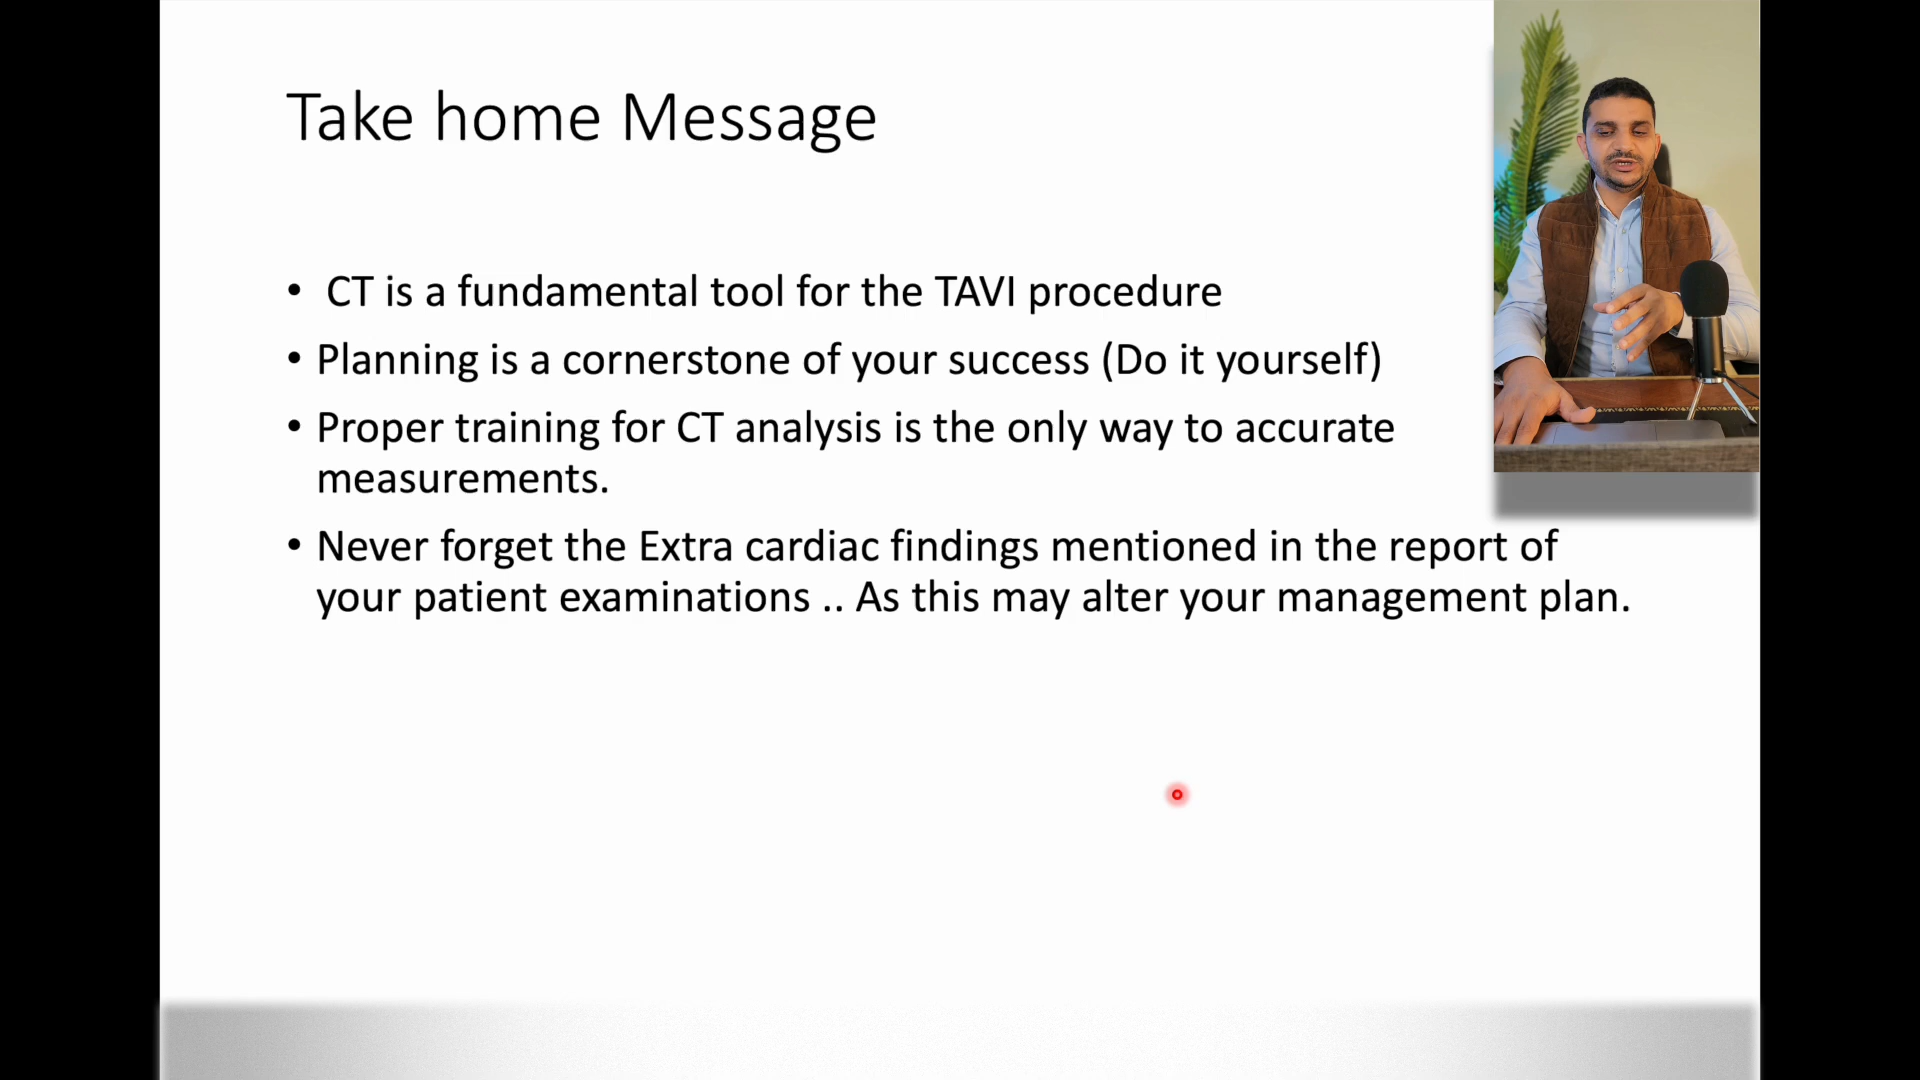 Take home Message
• CT is a fundamental tool for the TAVI procedure
• Planning is a cornerstone of your success (Do it yourself)
• Proper training for CT analysis is the only way to accurate
measurements.
• Never forget the Extra cardiac findings mentioned in the report of
your patient examinations .. As this may alter your management plan.